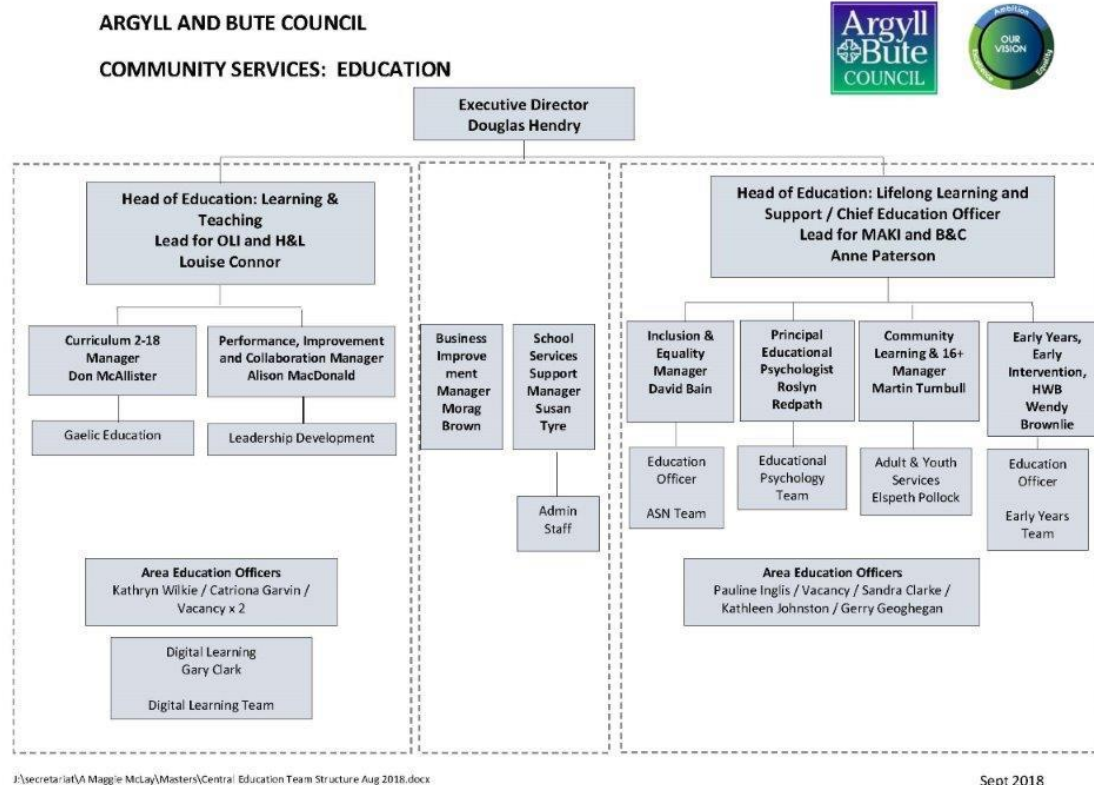 ARGYLL AND BUTE COUNCIL
COMMUNITY SERVICES: EDUCATION
Argyll
Bute
COUNCIL
Ambition
OUR
VISION
Excellence
Equality
Executive Director
Douglas Hendry
Head of Education: Learning &
Teaching
Lead for OLI and H&L
Louise Connor
Head of Education: Lifelong Learning and
Support / Chief Education Officer
Lead for MAKI and B&C
Anne Paterson
Curriculum 2-18
Manager
Don McAllister
Performance, Improvement
and Collaboration Manager
Alison MacDonald
Gaelic Education
Leadership Development
Business
Improve
ment
Manager
Morag
Brown
School
Services
Support
Manager
Susan
Tyre
Admin
Staff
Inclusion &
Equality
Manager
David Bain
Principal
Educational
Psychologist
Roslyn
Redpath
Community
Learning & 16+
Manager
Martin Turnbull
Early Years,
Early
Intervention,
HWB
Wendy
Brownlie
Education
Officer
ASN Team
Educational
Psychology
Team
Adult & Youth
Services
Elspeth Pollock
Education
Officer
Early Years
Team
Area Education Officers
Kathryn Wilkie / Catriona Garvin /
Vacancy x 2
Digital Learning
Gary Clark
Digital Learning Team
Area Education Officers
Pauline Inglis / Vacancy / Sandra Clarke /
Kathleen Johnston / Gerry Geoghegan
J:\secretariat\A Maggie McLay\Masters\Central Education Team Structure Aug 2018.docx
Sept 2018